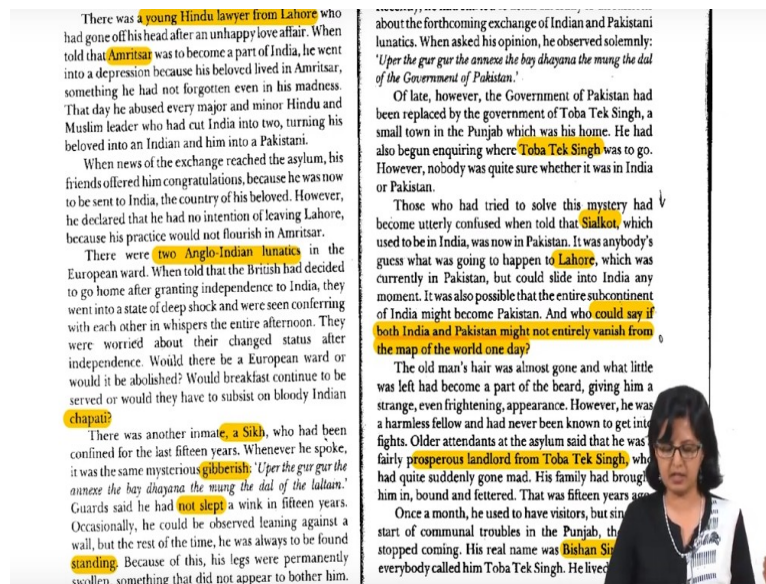 There was a young Hindu lawyer from Lahore who
had gone off his head after an unhappy love affair. When
told that Amritsar was to become a part of India, he went
into a depression because his beloved lived in Amritsar,
something he had not forgotten even in his madness.
That day he abused every major and minor Hindu and
Muslim leader who had cut India into two, turning his
beloved into an Indian and him into a Pakistani.
When news of the exchange reached the asylum, his
friends offered him congratulations, because he was now
to be sent to India, the country of his beloved. However,
he declared that he had no intention of leaving Lahore,
because his practice would not flourish in Amritsar.
There were two Anglo-Indian lunatics in the
European ward. When told that the British had decided
to go home after granting independence to India, they
went into a state of deep shock and were seen conferring
with each other in whispers the entire afternoon. They
were worried about their changed status after
independence. Would there be a European ward or
would it be abolished? Would breakfast continue to be
served or would they have to subsist on bloody Indian
chapati?
There was another inmate, a Sikh, who had been
confined for the last fifteen years. Whenever he spoke,
it was the same mysterious gibberish: 'Uper the gur gur the
annexe the bay dhayana the mung the dal of the laltain.'
Guards said he had not slept a wink in fifteen years.
Occasionally, he could be observed leaning against a
wall, but the rest of the time, he was always to be found
standing. Because of this, his legs were permanently
swollen, something that did not appear to bother him.
about the forthcoming exchange of Indian and Pakistani
lunatics. When asked his opinion, he observed solemnly:
'Uper the gur gur the annexe the bay dhayana the mung the dal
of the Government of Pakistan.'
Of late, however, the Government of Pakistan had
been replaced by the government of Toba Tek Singh, a
small town in the Punjab which was his home. He had
also begun enquiring where Toba Tek Singh was to go.
However, nobody was quite sure whether it was in India
or Pakistan.
Those who had tried to solve this mystery had
become utterly confused when told that Sialkot, which
used to be in India, was now in Pakistan. It was anybody's
guess what was going to happen to Lahore, which was
currently in Pakistan, but could slide into India any
moment. It was also possible that the entire subcontinent
of India might become Pakistan. And who could say if
both India and Pakistan might not entirely vanish from
the map of the world one day?
The old man's hair was almost gone and what little
was left had become a part of the beard, giving him a
strange, even frightening, appearance. However, he was
a harmless fellow and had never been known to get into
fights. Older attendants at the asylum said that he was
fairly prosperous landlord from Toba Tek Singh, who
had quite suddenly gone mad. His family had brough
him in, bound and fettered. That was fifteen years ago.
Once a month, he used to have visitors, but sin
start of communal troubles in the Punjab, th
stopped coming. His real name was Bishan Sin
everybody called him Toba Tek Singh. He lived